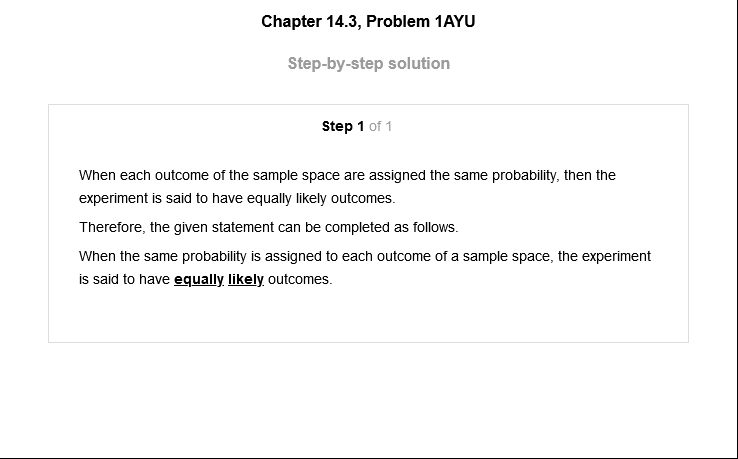 Chapter 14.3, Problem 1AYU
Step-by-step solution
Step 1 of 1
When each outcome of the sample space are assigned the same probability, then the
experiment is said to have equally likely outcomes.
Therefore, the given statement can be completed as follows.
When the same probability is assigned to each outcome of a sample space, the experiment
is said to have equally likely outcomes.